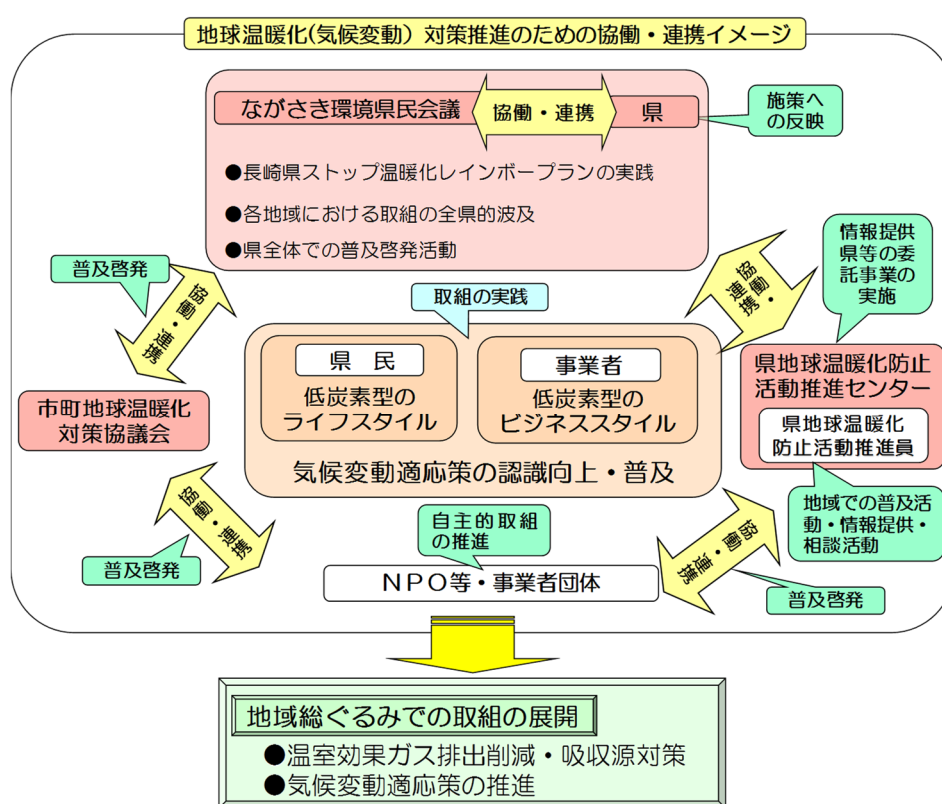 地球温暖化(気候変動）対策推進のための協働・連携イメージ
ながさき環境県民会議
協働・連携
県
施策へ
の反映
●長崎県ストップ温暖化レインボープランの実践
●各地域における取組の全県的波及
●県全体での普及啓発活動
情報提供
県等の委
託事業の
実施
普及啓発
協働・連携
取組の実践
協働・
連携
県　民
低炭素型の
ライフスタイル
事業者
低炭素型の
ビジネススタイル
気候変動適応策の認識向上・普及
市町地球温暖化
対策協議会
県地球温暖化防止
活動推進センター
県地球温暖化
防止活動推進員
地域での普及活
動・情報提供・
相談活動
協働・連携
普及啓発
自主的取組
の推進
ＮＰＯ等・事業者団体
協働・
連携
普及啓発
地域総ぐるみでの取組の展開
●温室効果ガス排出削減・吸収源対策
●気候変動適応策の推進